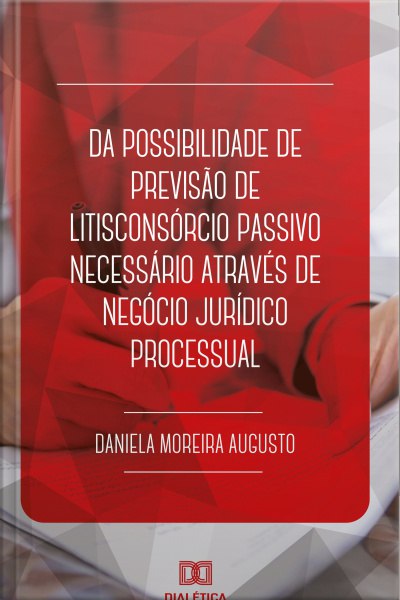 DA POSSIBILIDADE DE
PREVISÃO DE
LITISCONSÓRCIO PASSIVO
NECESSÁRIO ATRAVÉS DE
NEGÓCIO JURÍDICO
PROCESSUAL
DANIELA MOREIRA AUGUSTO
DIALÉTICA